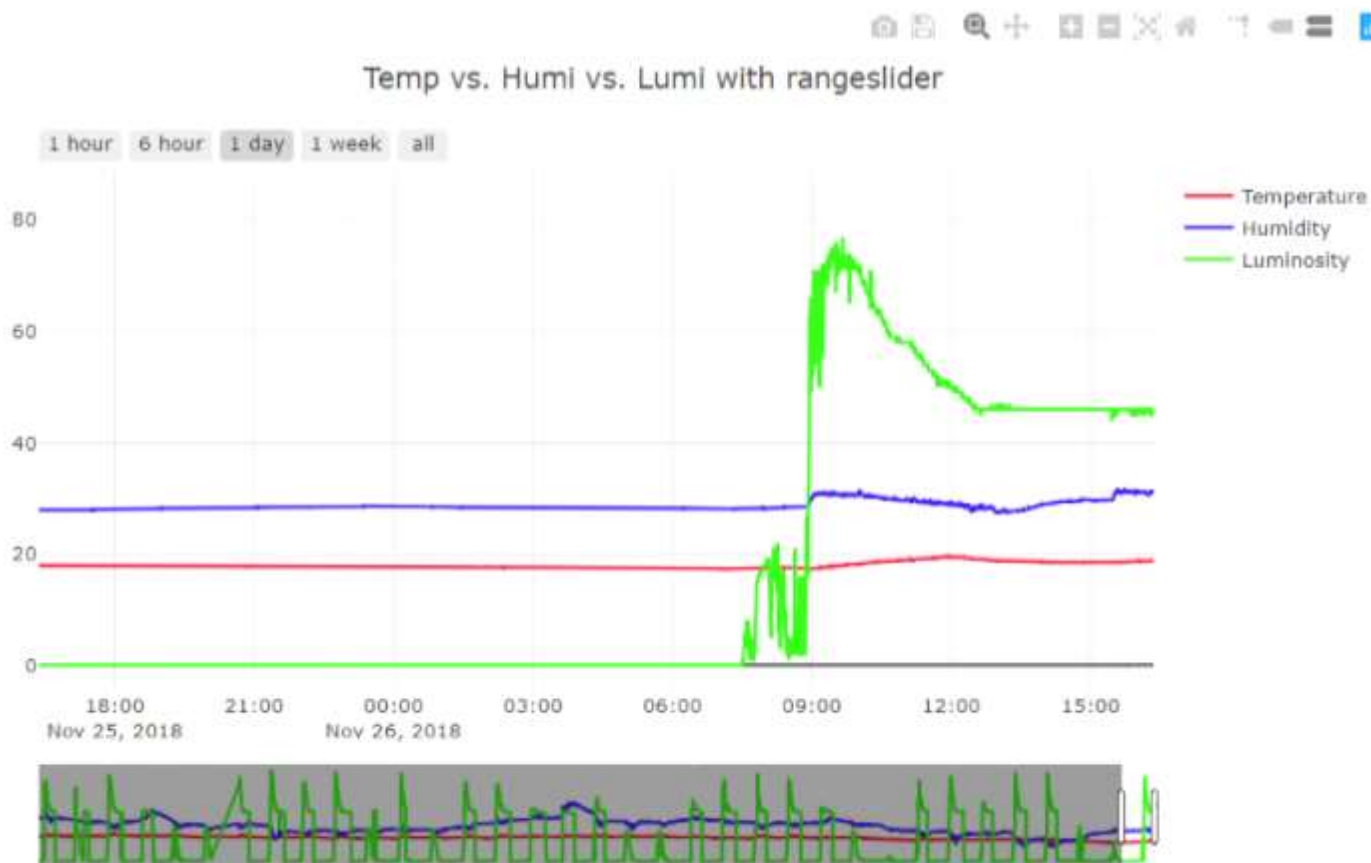 Temp vs. Humi vs. Lumi with rangeslider
1 hour 6 hour 1 day 1 week all
Temperature
Humidity
Luminosity
80
60
40
20
0
18:00 21:00 00:00 03:00 06:00 09:00 12:00 15:00
Nov 25, 2018 Nov 26, 2018